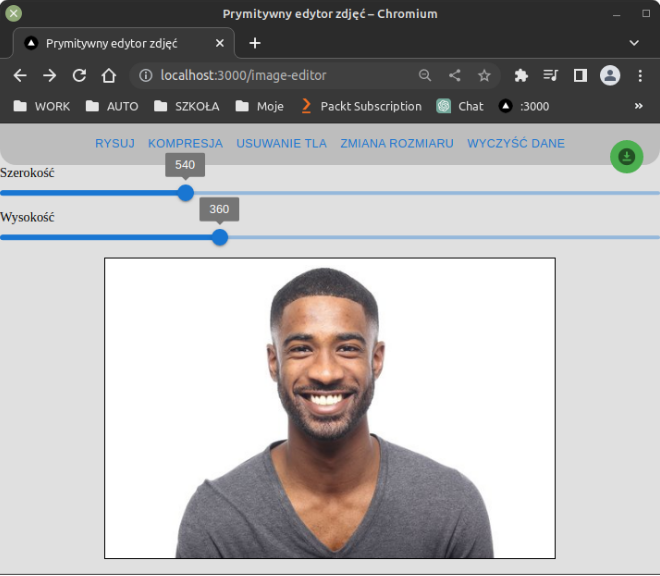 Prymitywny edytor zdjęć – Chromium
Prymitywny edytor zdjęć
localhost:3000/image-editor
WORK AUTO SZKOŁA Moje Packt Subscription Chat :3000 »
RYSUJ KOMPRESJA USUWANIE TLA ZMIANA ROZMIARU WYCZYŚĆ DANE
540
Szerokość
360
Wysokość